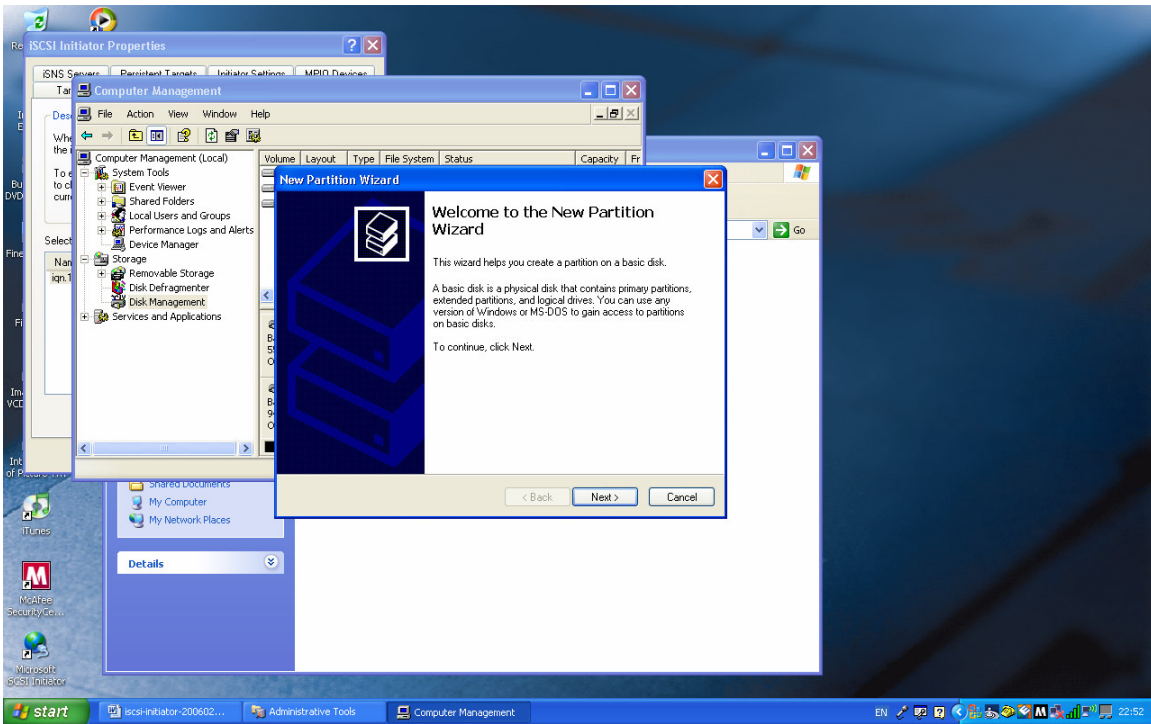 iSCSI Initiator Properties
iSNS Servers Persistent Targets Initiator Settings MPIO Devices
Computer Management
File Action View Window Help
Computer Management (Local)
System Tools
Event Viewer
Shared Folders
Local Users and Groups
Performance Logs and Alerts
Device Manager
Storage
Removable Storage
Disk Defragmenter
Disk Management
Services and Applications
Volume Layout Type File System Status Capacity Fr
New Partition Wizard
Welcome to the New Partition
Wizard
This wizard helps you create a partition on a basic disk.
A basic disk is a physical disk that contains primary partitions,
extended partitions, and logical drives. You can use any
version of Windows or MS-DOS to gain access to partitions
on basic disks.
To continue, click Next.
< Back Next > Cancel
Go
Select
iqn.1
Shared Documents
My Computer
My Network Places
Details
iTunes
McAfee
SecurityCe...
Microsoft
iSCSI Initiator
start
iscsi-initiator-200602...
Administrative Tools
Computer Management
EN
22:52